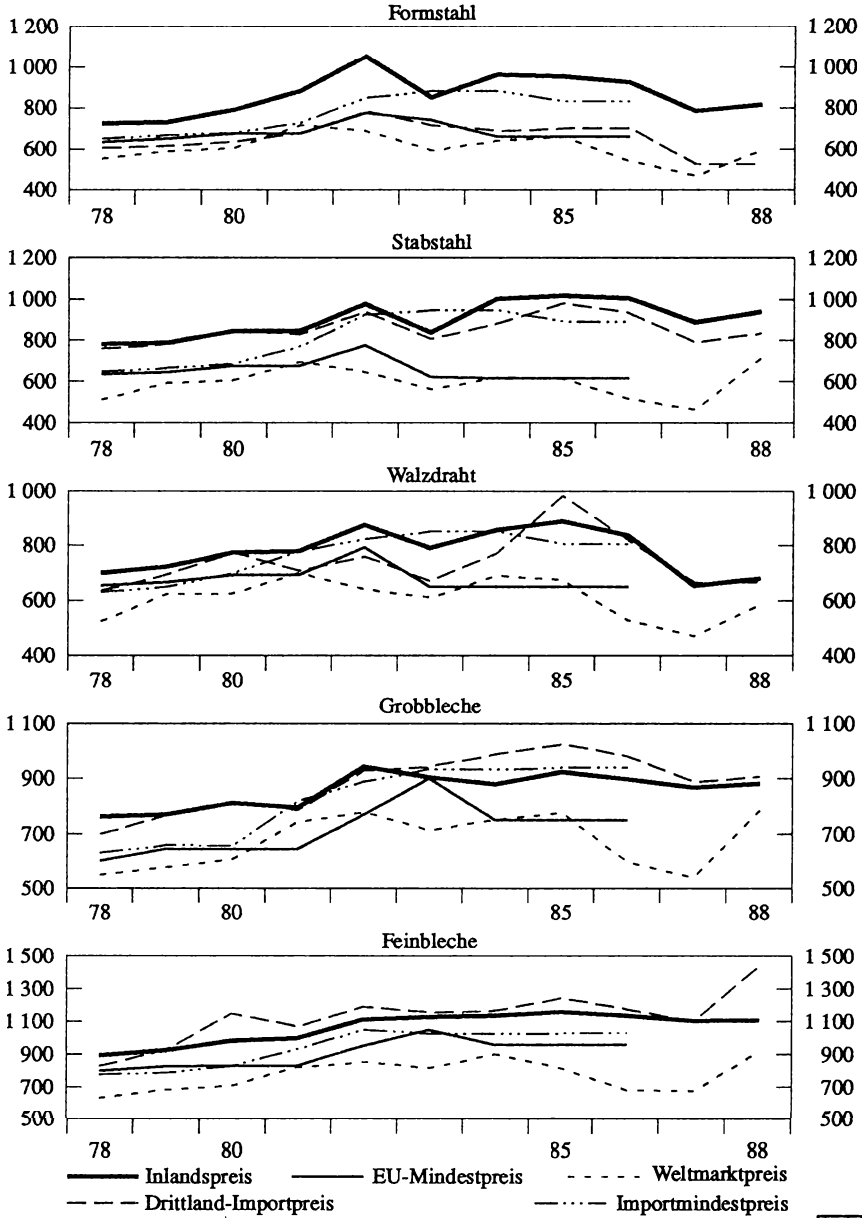 Formstahl
1 200 1 200
1 000 1 000
800 800
600 600
400 400
78 80 85 88
Stabstahl
1 200 1 200
1 000 1 000
800 800
600 600
400 400
78 80 85 88
Walzdraht
1 000 1 000
800 800
600 600
400 400
78 80 85 88
Grobbleche
1 100 1 100
900 900
700 700
500 500
78 80 85 88
Feinbleche
1 500 1 500
1 300 1 300
1 100 1 100
900 900
700 700
500 500
78 80 85 88
Inlandspreis EU-Mindestpreis Weltmarktpreis
Drittland-Importpreis Importmindestpreis